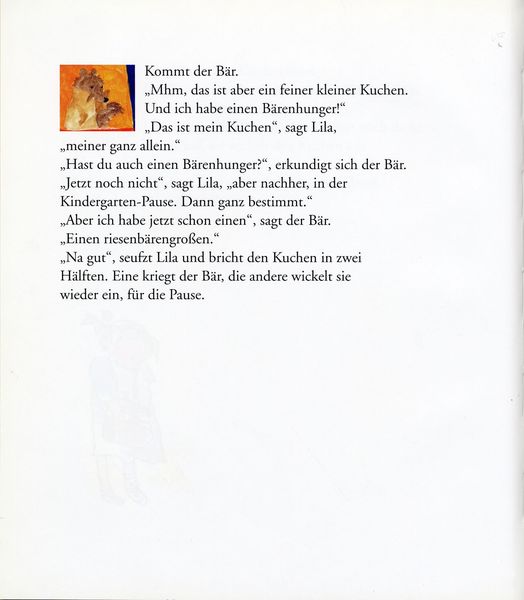 Kommt der Bär.
„Mhm, das ist aber ein feiner kleiner Kuchen.
Und ich habe einen Bärenhunger!“
„Das ist mein Kuchen“, sagt Lila,
„meiner ganz allein.“
„Hast du auch einen Bärenhunger?“, erkundigt sich der Bär.
„Jetzt noch nicht“, sagt Lila, „aber nachher, in der
Kindergarten-Pause. Dann ganz bestimmt.“
„Aber ich habe jetzt schon einen“, sagt der Bär.
„Einen riesenbärengroßen.“
„Na gut“, seufzt Lila und bricht den Kuchen in zwei
Hälften. Eine kriegt der Bär, die andere wickelt sie
wieder ein, für die Pause.